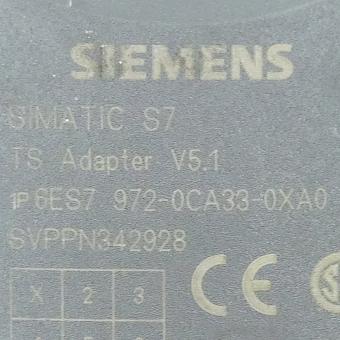 SIEMENS
SIMATIC S7
TS Adapter V5.1
1P 6ES7 972-0CA33-0XA0
SVPPN342928
X 2 3
CE